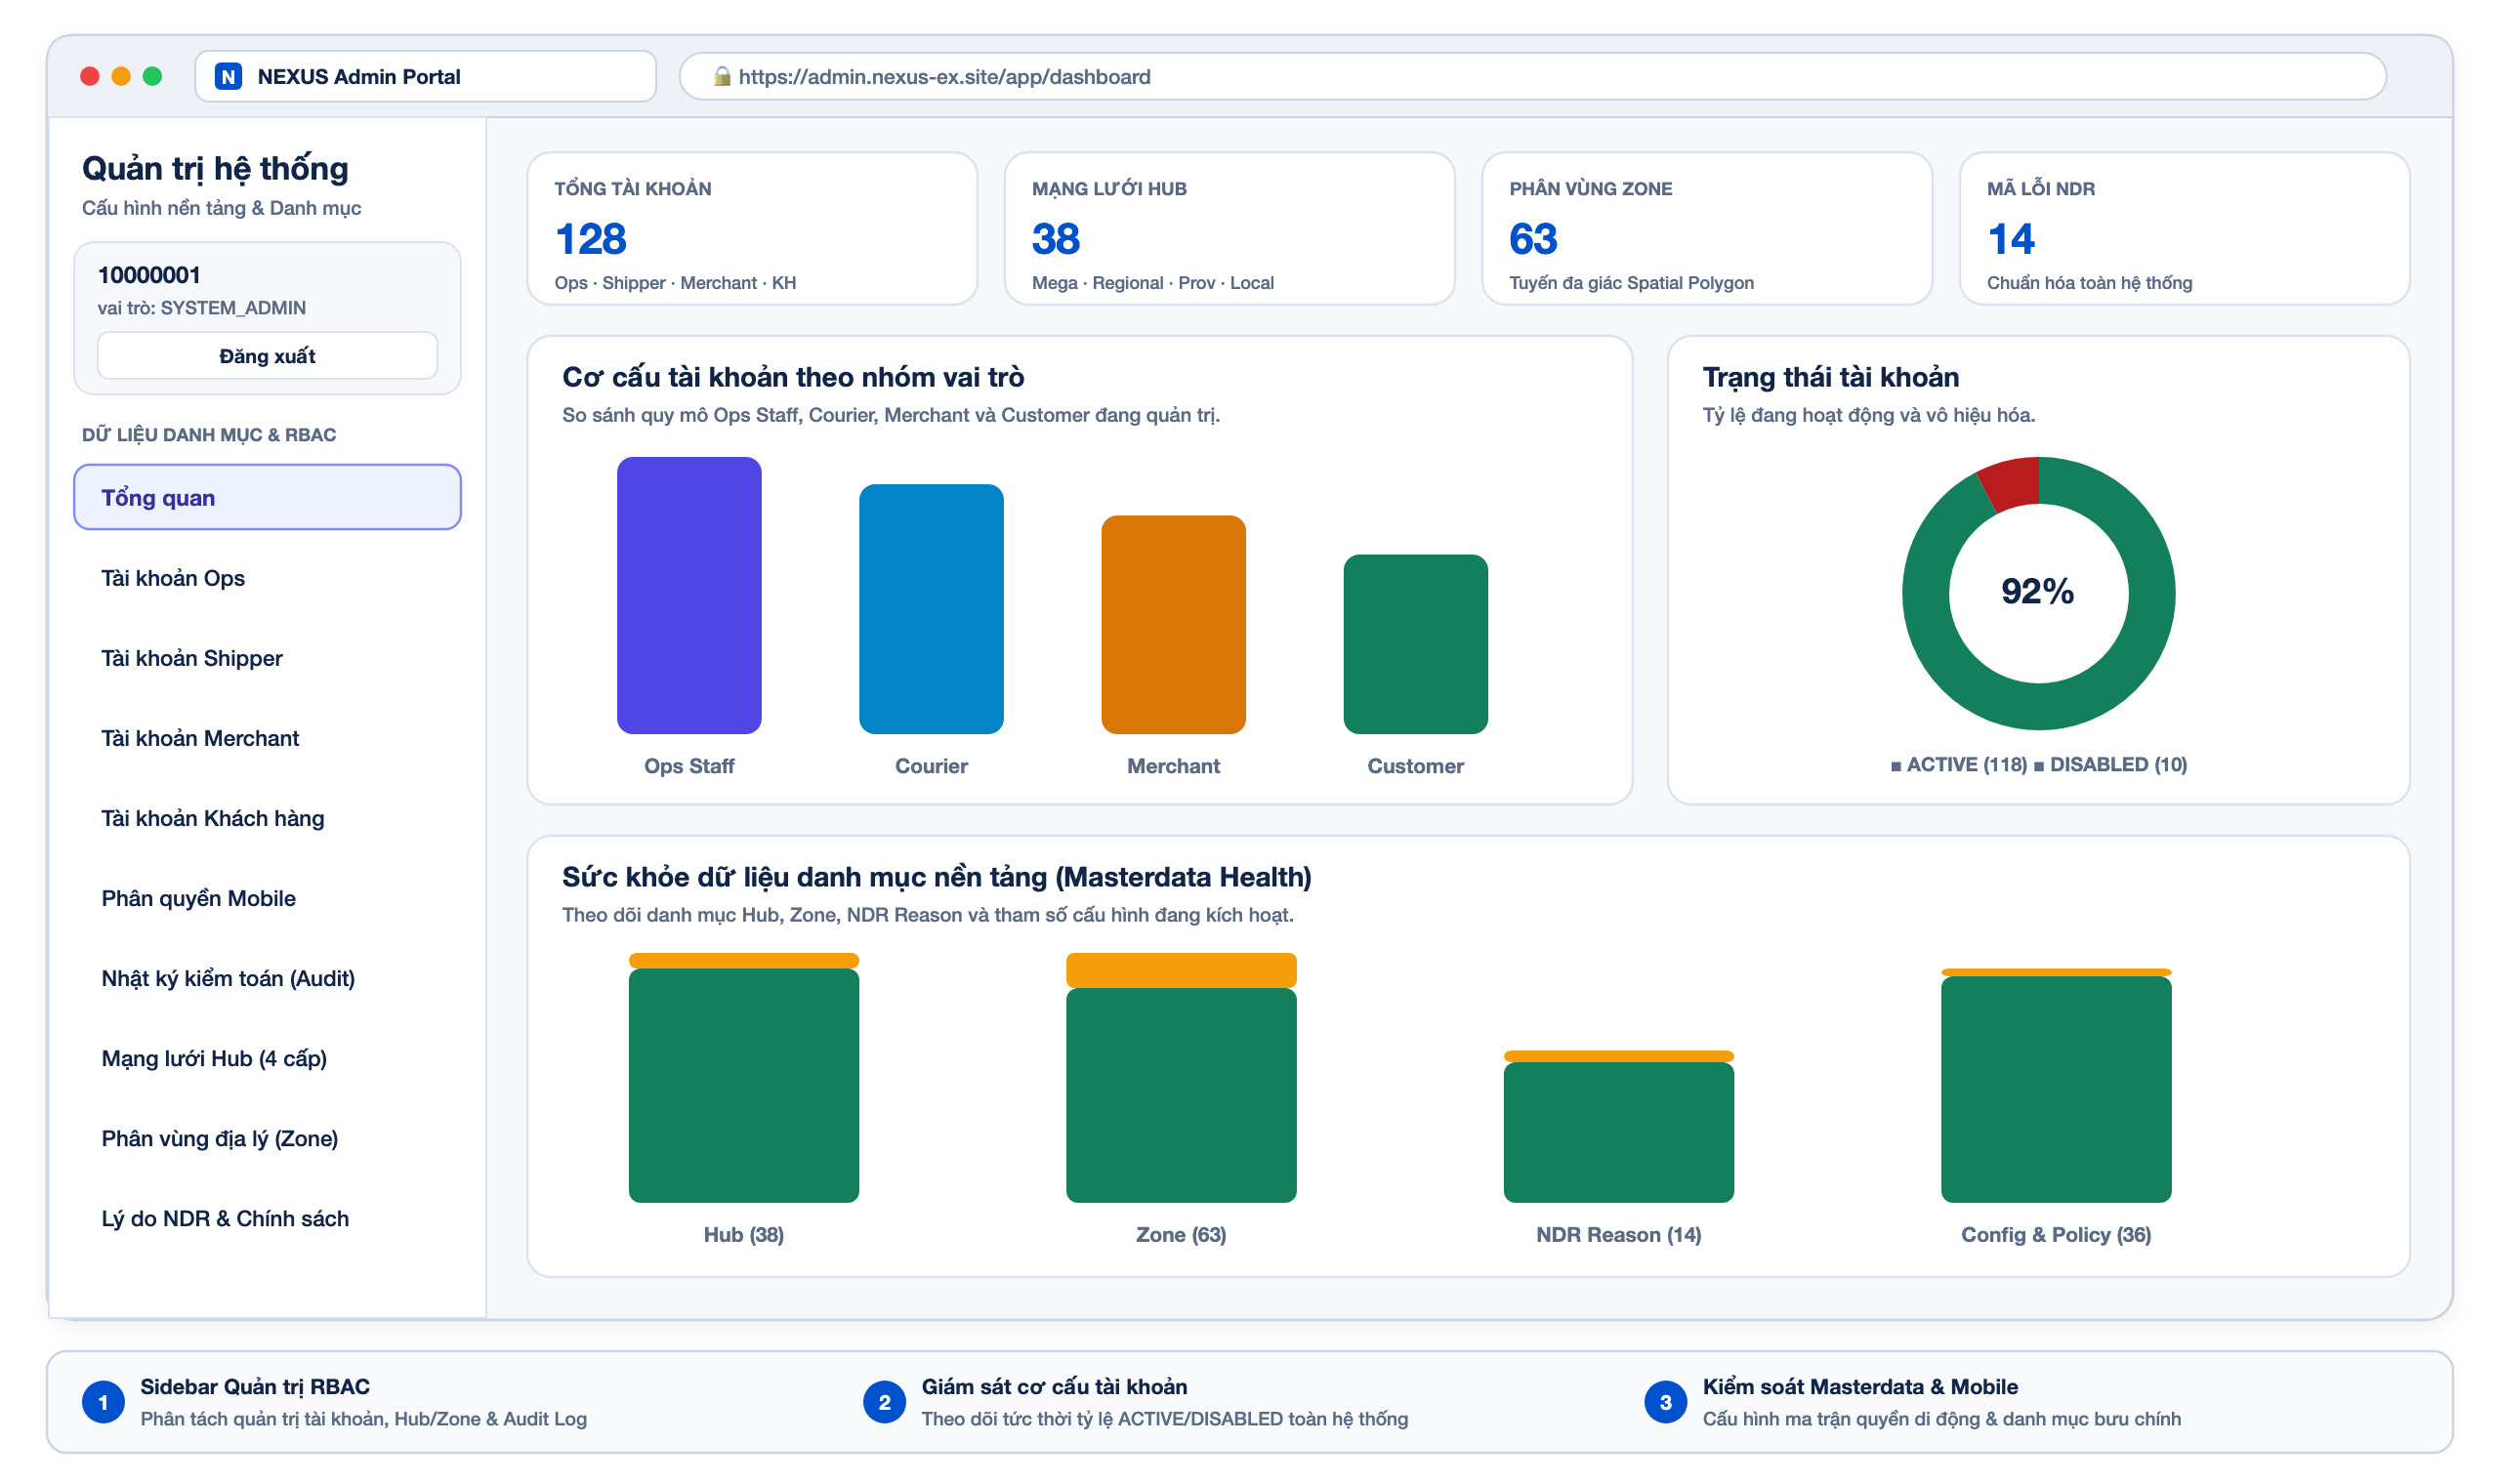 N NEXUS Admin Portal
https://admin.nexus-ex.site/app/dashboard
Quản trị hệ thống
Cấu hình nền tảng & Danh mục
10000001
vai trò: SYSTEM_ADMIN
Đăng xuất
DỮ LIỆU DANH MỤC & RBAC
Tổng quan
Tài khoản Ops
Tài khoản Shipper
Tài khoản Merchant
Tài khoản Khách hàng
Phân quyền Mobile
Nhật ký kiểm toán (Audit)
Mạng lưới Hub (4 cấp)
Phân vùng địa lý (Zone)
Lý do NDR & Chính sách
TỔNG TÀI KHOẢN
128
Ops · Shipper · Merchant · KH
MẠNG LƯỚI HUB
38
Mega · Regional · Prov · Local
PHÂN VÙNG ZONE
63
Tuyến đa giác Spatial Polygon
MÃ LỖI NDR
14
Chuẩn hóa toàn hệ thống
Cơ cấu tài khoản theo nhóm vai trò
So sánh quy mô Ops Staff, Courier, Merchant và Customer đang quản trị.
Ops Staff
Courier
Merchant
Customer
Trạng thái tài khoản
Tỷ lệ đang hoạt động và vô hiệu hóa.
92%
■ ACTIVE (118) ■ DISABLED (10)
Sức khỏe dữ liệu danh mục nền tảng (Masterdata Health)
Theo dõi danh mục Hub, Zone, NDR Reason và tham số cấu hình đang kích hoạt.
Hub (38)
Zone (63)
NDR Reason (14)
Config & Policy (36)
1 Sidebar Quản trị RBAC
Phân tách quản trị tài khoản, Hub/Zone & Audit Log
2 Giám sát cơ cấu tài khoản
Theo dõi tức thời tỷ lệ ACTIVE/DISABLED toàn hệ thống
3 Kiểm soát Masterdata & Mobile
Cấu hình ma trận quyền di động & danh mục bưu chính